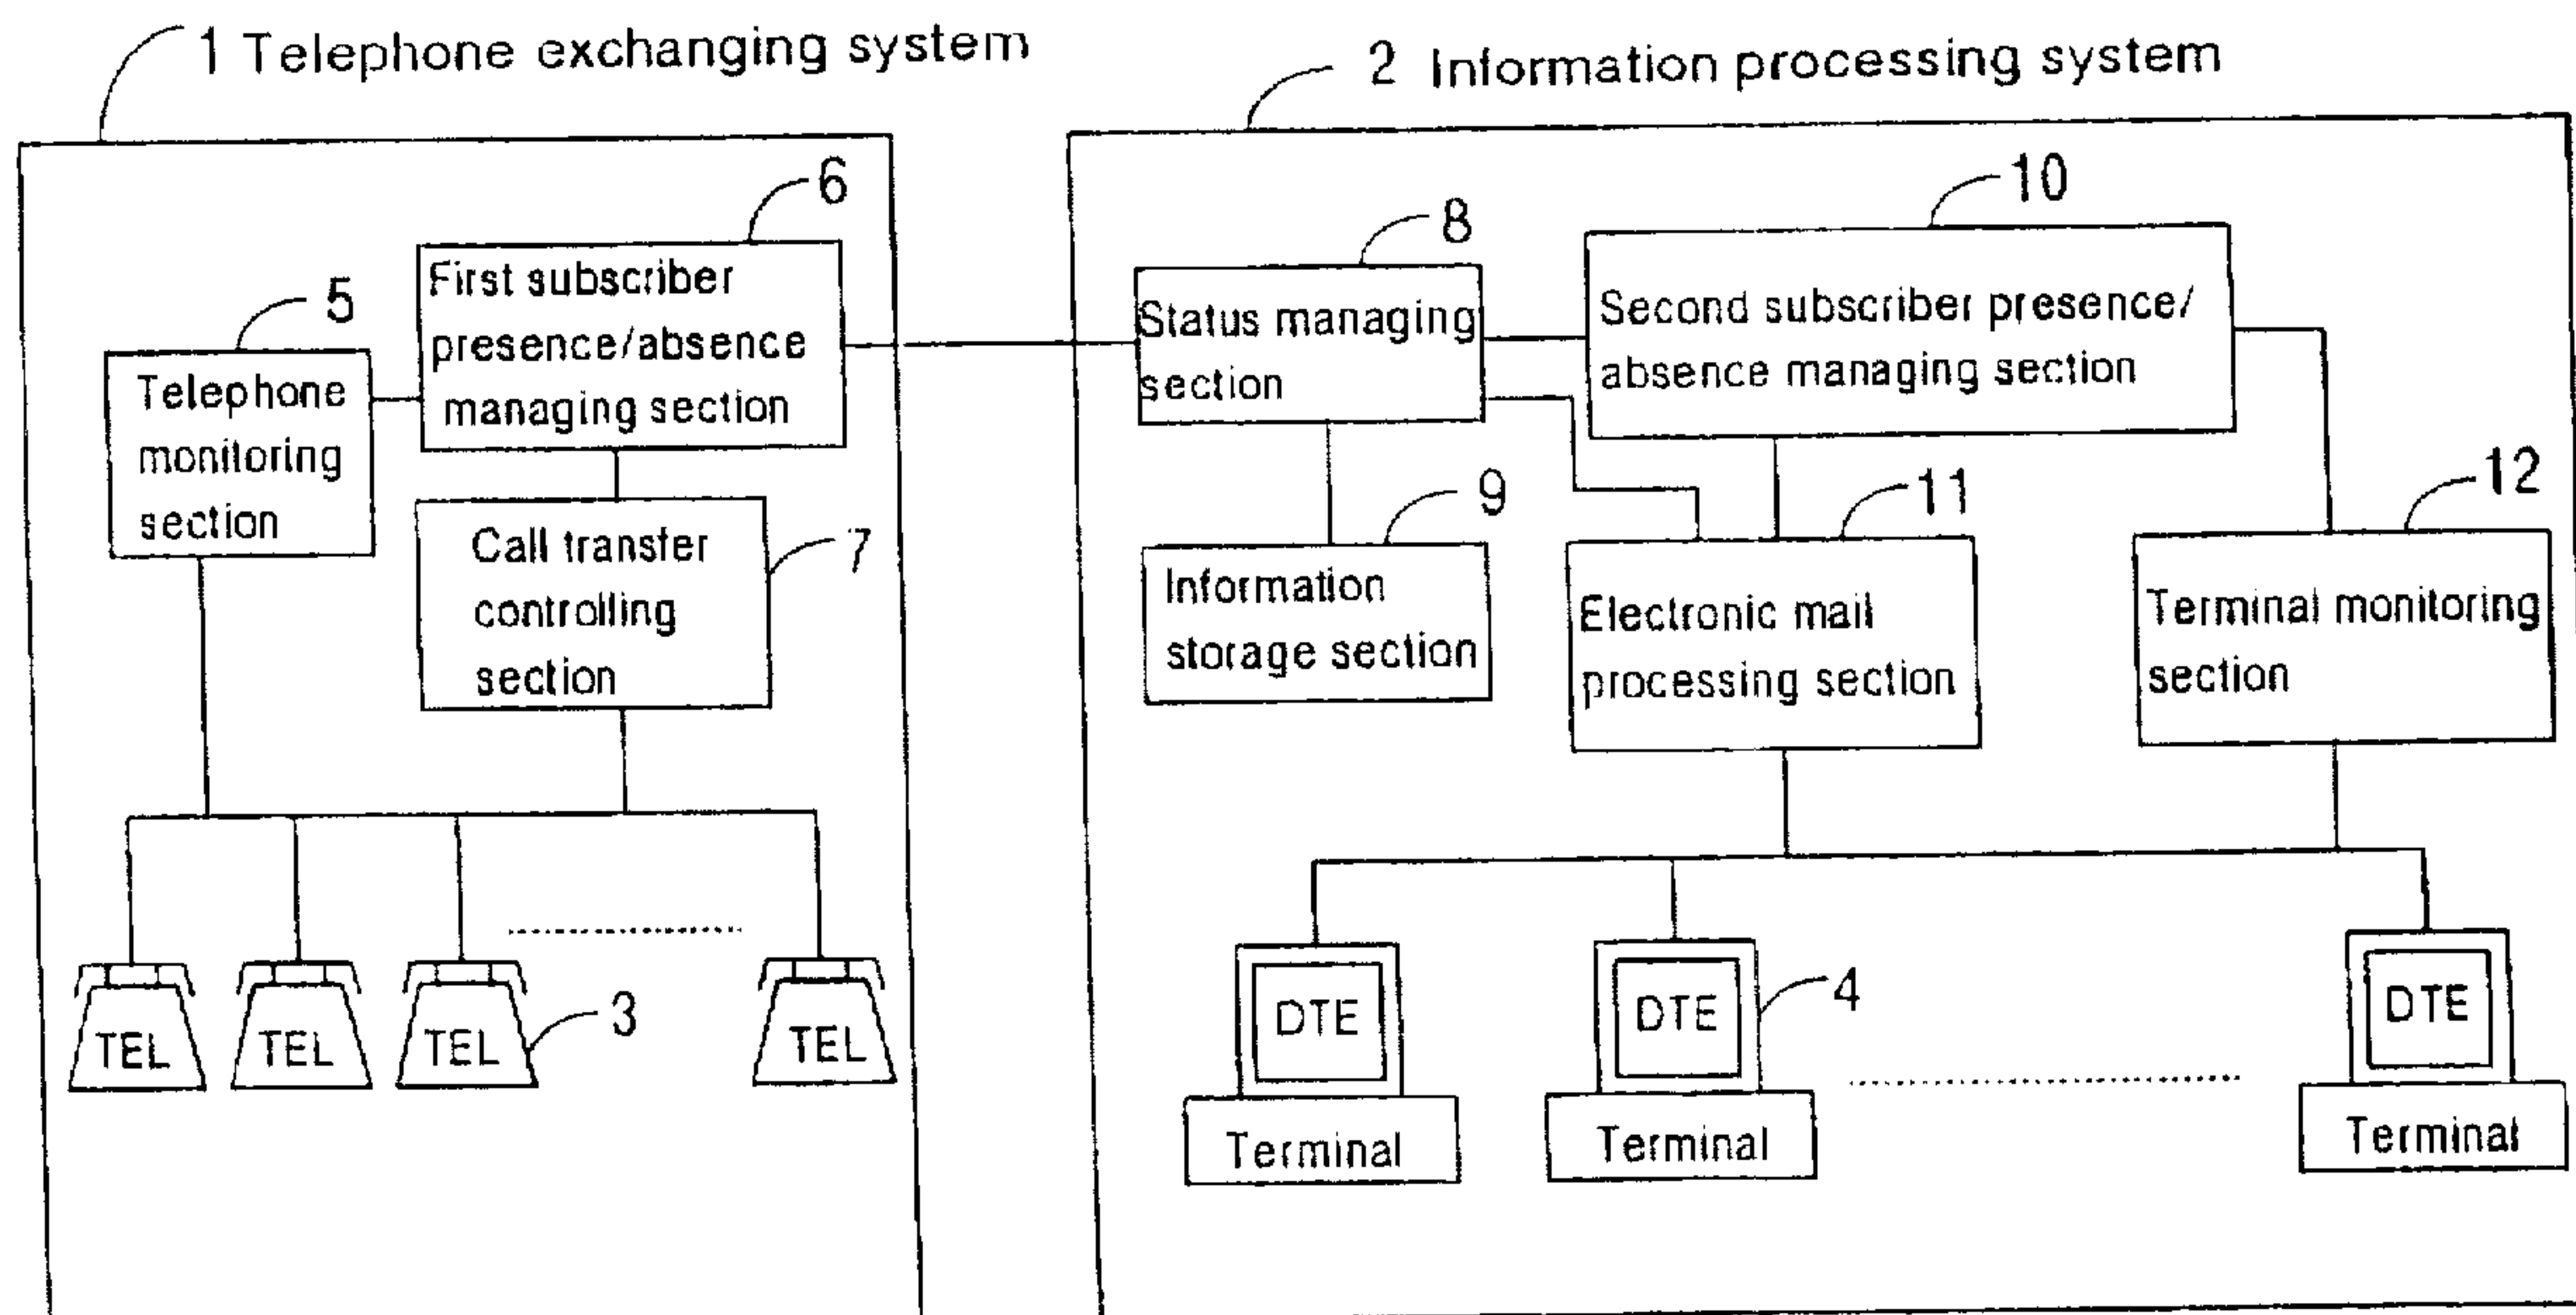 1 Telephone exchanging system
2 Information processing system
6
First subscriber
presence/absence
managing section
5
Telephone
monitoring
section
7
Call transfer
controlling
section
TEL
TEL
TEL
3
TEL
8
Status managing
section
10
Second subscriber presence/
absence managing section
9
Information
storage section
11
Electronic mail
processing section
12
Terminal monitoring
section
DTE
DTE
4
DTE
Terminal
Terminal
Terminal